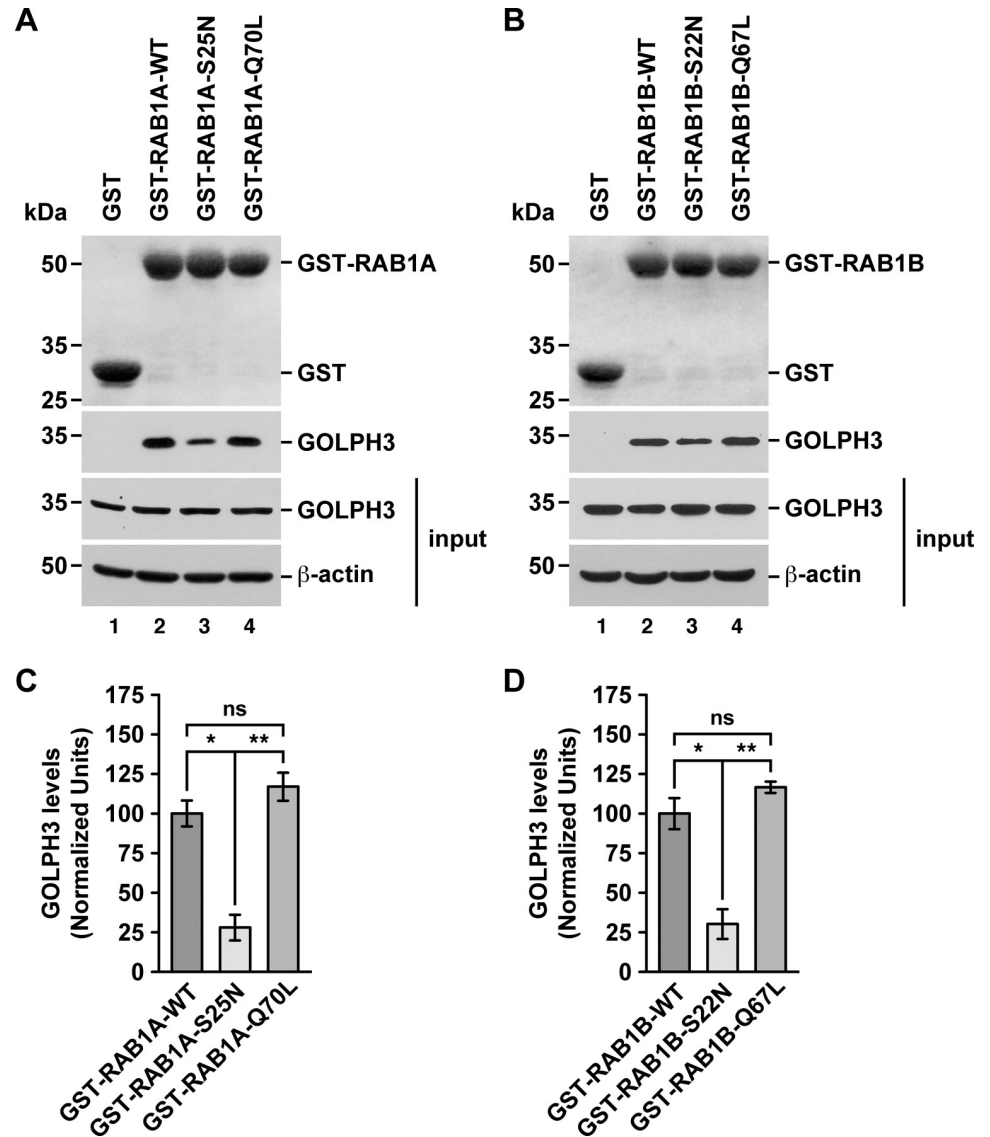 A
kDa
GST
GST-RAB1A-WT
GST-RAB1A-S25N
GST-RAB1A-Q70L
50
GST-RAB1A
35
GST
25
35
GOLPH3
35
GOLPH3
input
50
β-actin
1 2 3 4
B
kDa
GST
GST-RAB1B-WT
GST-RAB1B-S22N
GST-RAB1B-Q67L
50
GST-RAB1B
35
GST
25
35
GOLPH3
35
GOLPH3
input
50
β-actin
1 2 3 4
C
GOLPH3 levels
(Normalized Units)
175
150
125
100
75
50
25
0
ns
* **
GST-RAB1A-WT
GST-RAB1A-S25N
GST-RAB1A-Q70L
D
GOLPH3 levels
(Normalized Units)
175
150
125
100
75
50
25
0
ns
* **
GST-RAB1B-WT
GST-RAB1B-S22N
GST-RAB1B-Q67L